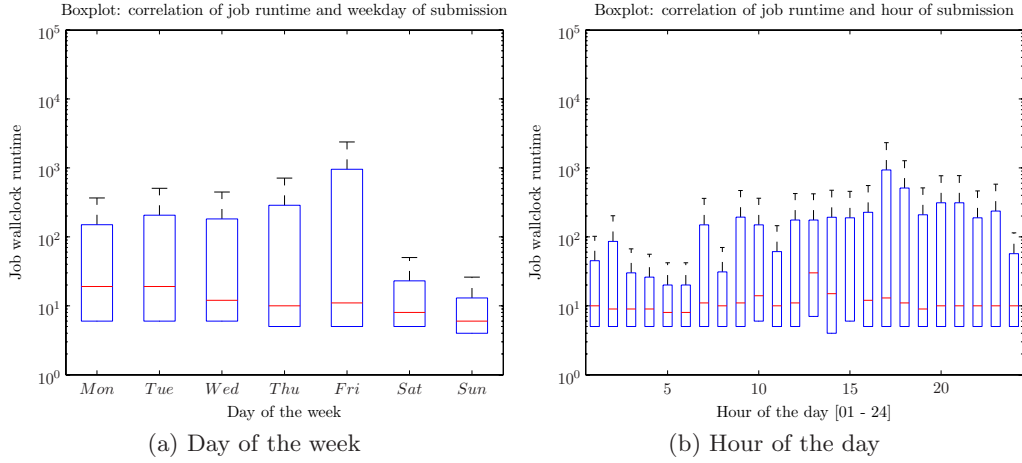 Boxplot: correlation of job runtime and weekday of submission
10^5
10^4
10^3
10^2
10^1
10^0
Job wallclock runtime
Mon Tue Wed Thu Fri Sat Sun
Day of the week
(a) Day of the week
Boxplot: correlation of job runtime and hour of submission
10^5
10^4
10^3
10^2
10^1
10^0
Job wallclock runtime
5 10 15 20
Hour of the day [01 - 24]
(b) Hour of the day